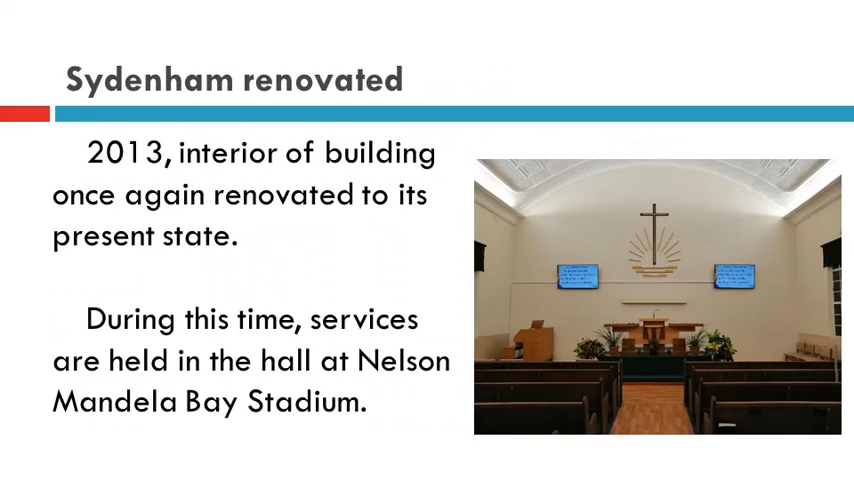 Sydenham renovated
2013, interior of building
once again renovated to its
present state.
During this time, services
are held in the hall at Nelson
Mandela Bay Stadium.